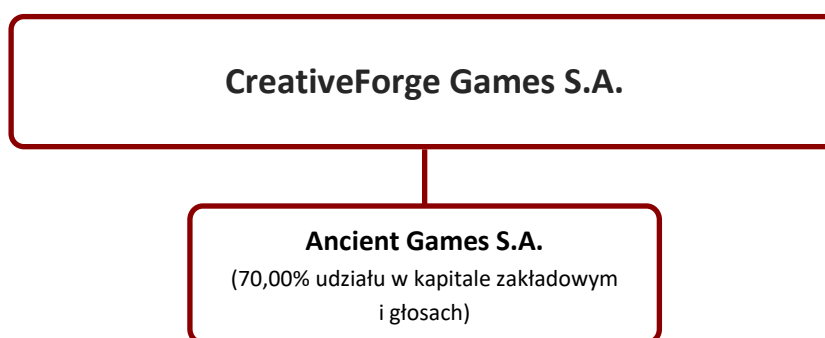 CreativeForge Games S.A.
Ancient Games S.A.
(70,00% udziału w kapitale zakładowym
i głosach)